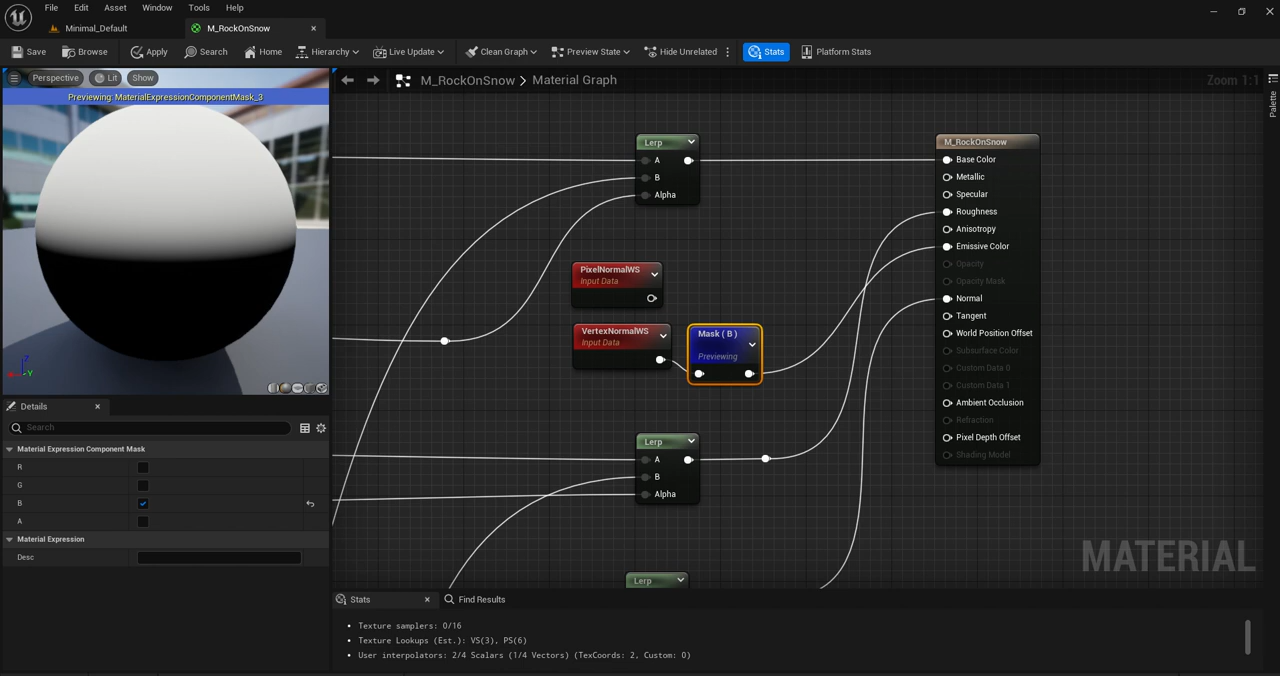 File Edit Asset Window Tools Help
Minimal_Default
M_RockOnSnow
Save Browse Apply Search Home Hierarchy Live Update Clean Graph Preview State Hide Unrelated Stats Platform Stats
Perspective Lit Show
Previewing: MaterialExpressionComponentMask_3
Z
Y
Details
Search
Material Expression Component Mask
R
G
B
A
Material Expression
Desc
M_RockOnSnow > Material Graph
Zoom 1:1
Palette
Lerp
A
B
Alpha
PixelNormalWS
Input Data
VertexNormalWS
Input Data
Mask ( B )
Previewing
Lerp
A
B
Alpha
Lerp
M_RockOnSnow
Base Color
Metallic
Specular
Roughness
Anisotropy
Emissive Color
Opacity
Opacity Mask
Normal
Tangent
World Position Offset
Subsurface Color
Custom Data 0
Custom Data 1
Ambient Occlusion
Refraction
Pixel Depth Offset
Shading Model
MATERIAL
Stats
Find Results
Texture samplers: 0/16
Texture Lookups (Est.): VS(3), PS(6)
User interpolators: 2/4 Scalars (1/4 Vectors) (TexCoords: 2, Custom: 0)